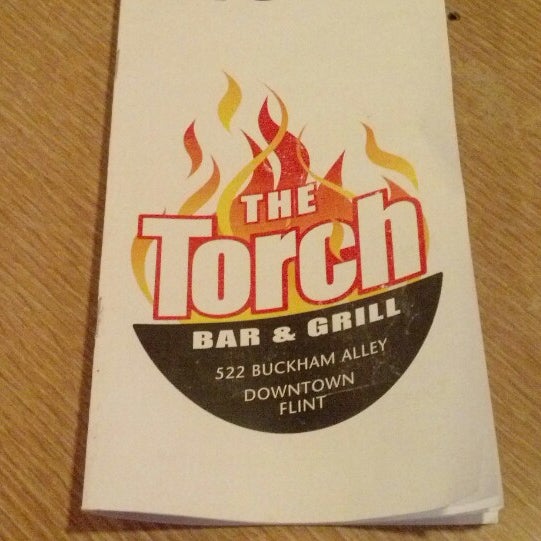 THE
Torch
BAR & GRILL
522 BUCKHAM ALLEY
DOWNTOWN
FLINT